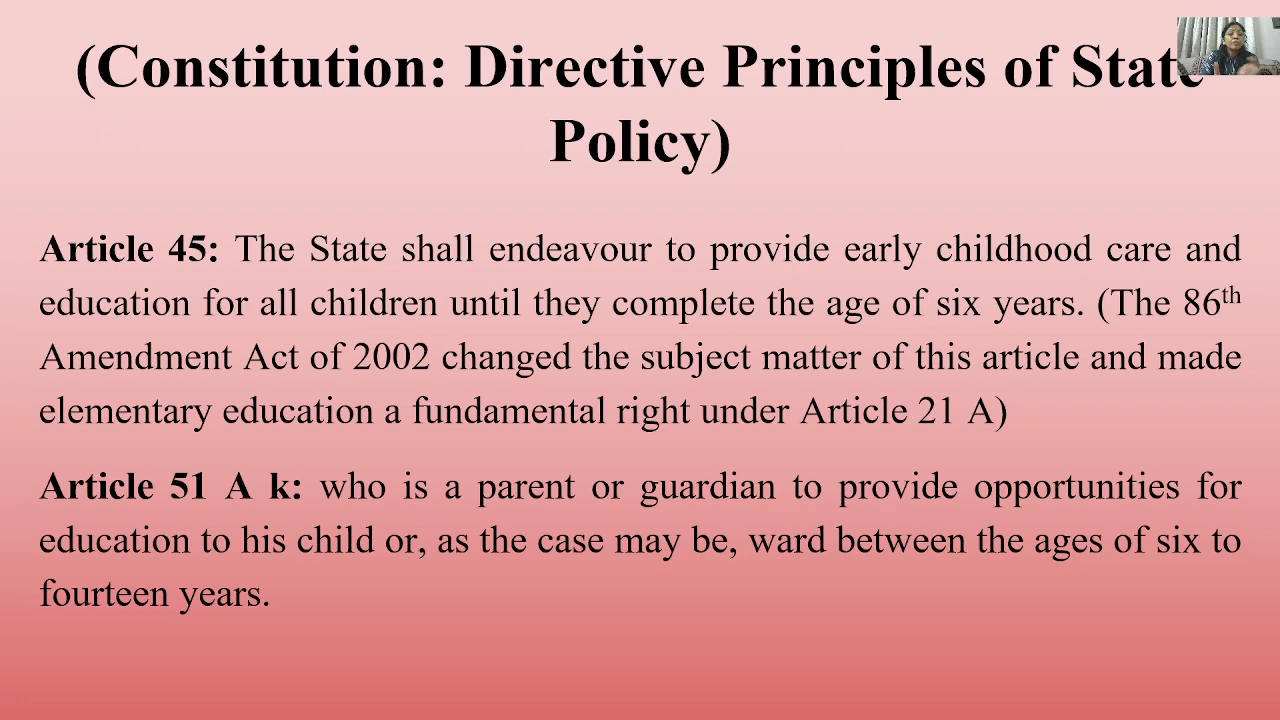 (Constitution: Directive Principles of State
Policy)
Article 45: The State shall endeavour to provide early childhood care and
education for all children until they complete the age of six years. (The 86th
Amendment Act of 2002 changed the subject matter of this article and made
elementary education a fundamental right under Article 21 A)
Article 51 A k: who is a parent or guardian to provide opportunities for
education to his child or, as the case may be, ward between the ages of six to
fourteen years.